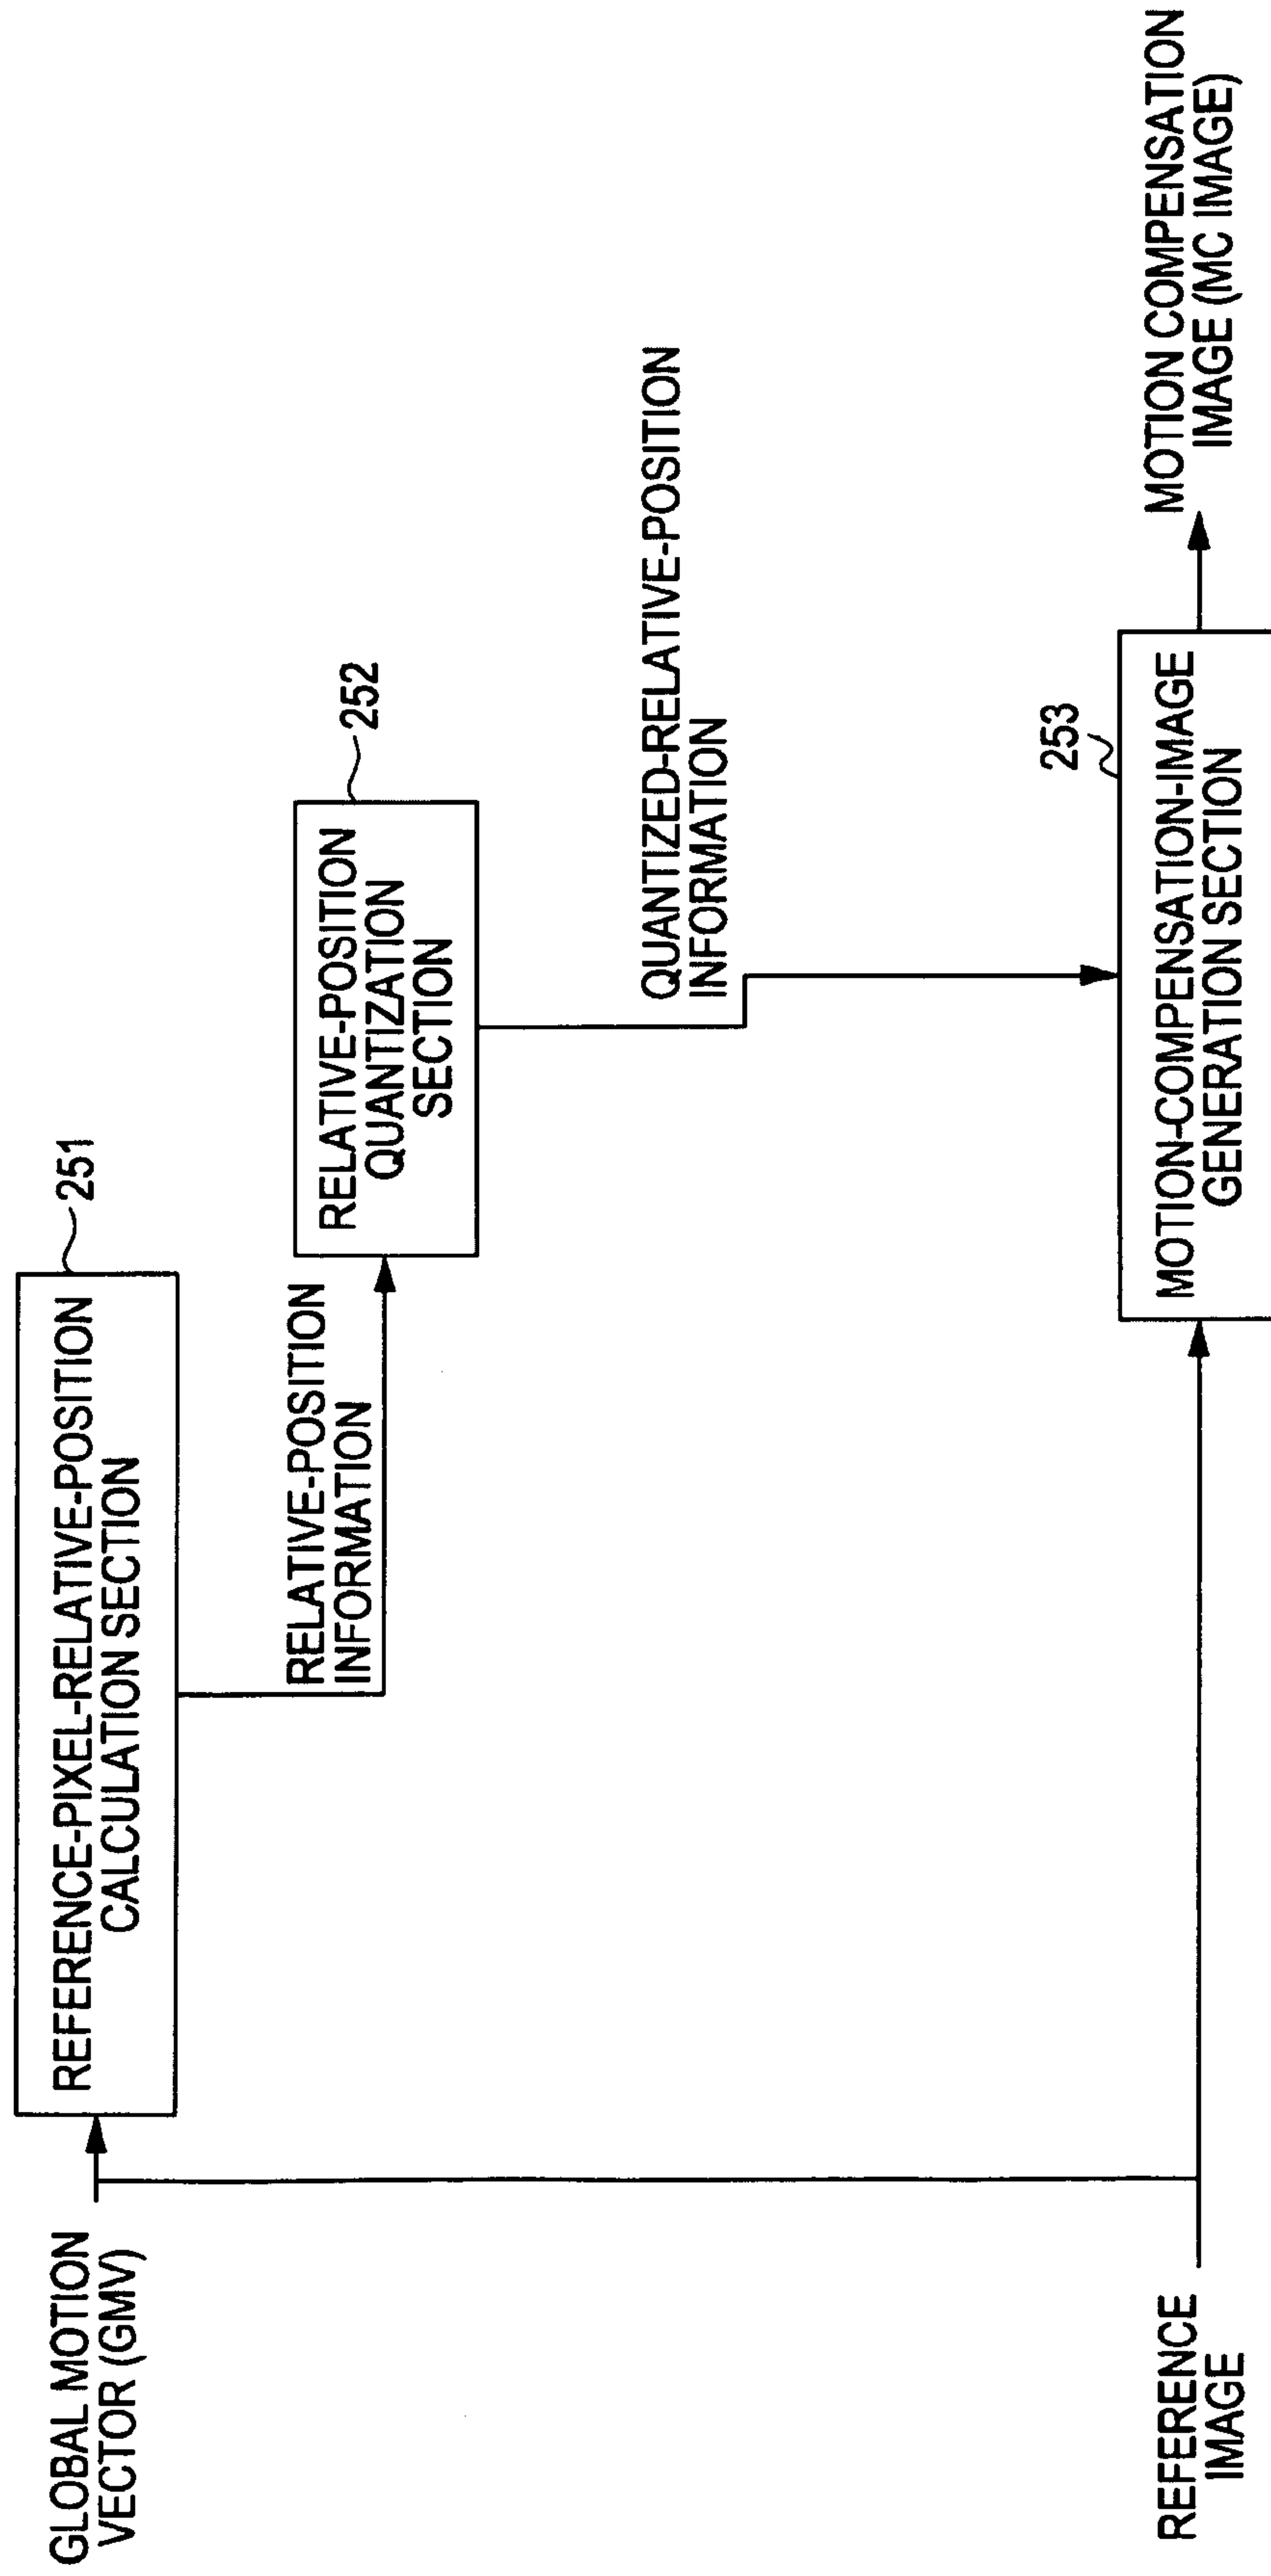 GLOBAL MOTION
VECTOR (GMV)
REFERENCE-PIXEL-RELATIVE-POSITION
CALCULATION SECTION
251
RELATIVE-POSITION
INFORMATION
RELATIVE-POSITION
QUANTIZATION
SECTION
252
QUANTIZED-RELATIVE-POSITION
INFORMATION
REFERENCE
IMAGE
MOTION-COMPENSATION-IMAGE
GENERATION SECTION
253
MOTION COMPENSATION
IMAGE (MC IMAGE)